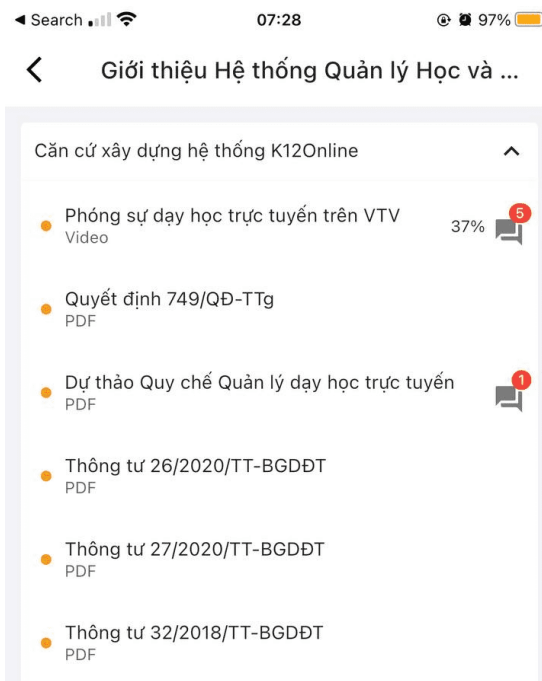 Search
07:28
97%
Giới thiệu Hệ thống Quản lý Học và ...
Căn cứ xây dựng hệ thống K12Online
Phóng sự dạy học trực tuyến trên VTV
Video
37%
5
Quyết định 749/QĐ-TTg
PDF
Dự thảo Quy chế Quản lý dạy học trực tuyến
PDF
1
Thông tư 26/2020/TT-BGDĐT
PDF
Thông tư 27/2020/TT-BGDĐT
PDF
Thông tư 32/2018/TT-BGDĐT
PDF